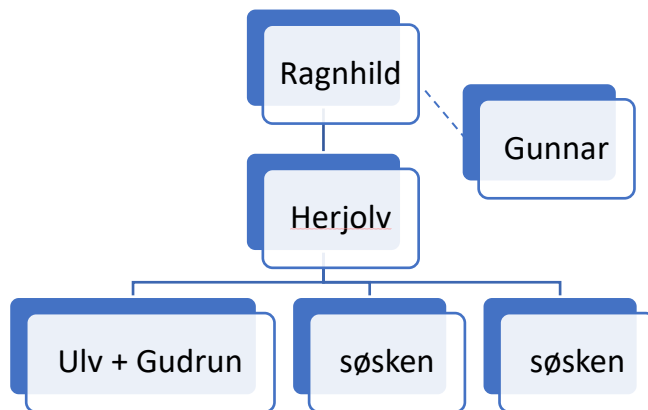 Ragnhild
Gunnar
Herjolv
Ulv + Gudrun
søsken
søsken